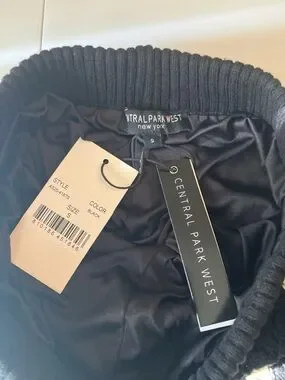 NTRAL PARK WEST
new york
S
STYLE
SIZE
S
COLOR
BLACK
CENTRAL PARK WEST